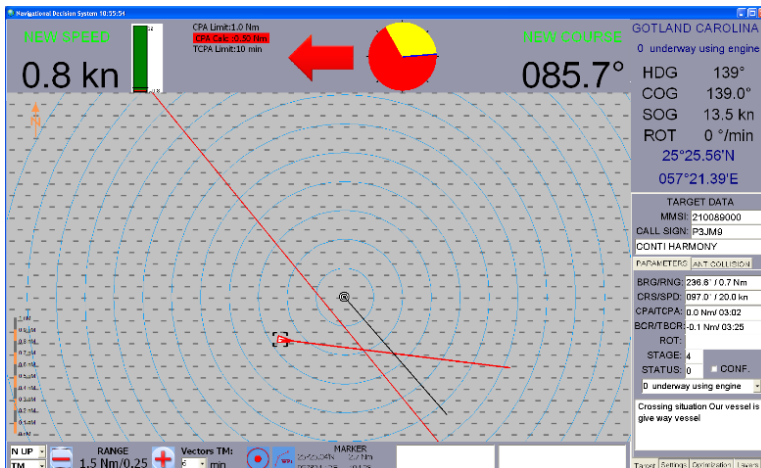 Navigational Decision System 10:55:54
NEW SPEED
0.8 kn
CPA Limit:1.0 Nm
CPA Calc.:0.50 Nm
TCPA Limit:10 min
NEW COURSE
085.7°
N
GOTLAND CAROLINA
0 underway using engine
HDG 139°
COG 139.0°
SOG 13.5 kn
ROT 0 °/min
25°25.56'N
057°21.39'E
TARGET DATA
MMSI: 210089000
CALL SIGN: P3JM9
CONTI HARMONY
PARAMETERS ANT-COLLISION
BRG/RNG: 236.6° / 0.7 Nm
CRS/SPD: 097.0° / 20.0 kn
CPA/TCPA: 0.0 Nm/ 03:02
BCR/TBCR: -0.1 Nm/ 03:25
ROT:
STAGE: 4
STATUS: 0 CONF.
0 underway using engine
Crossing situation Our vessel is
give way vessel
Target Settings Optimization Layers
N UP
TM
RANGE
1.5 Nm/0.25
Vectors TM:
6 min
MARKER